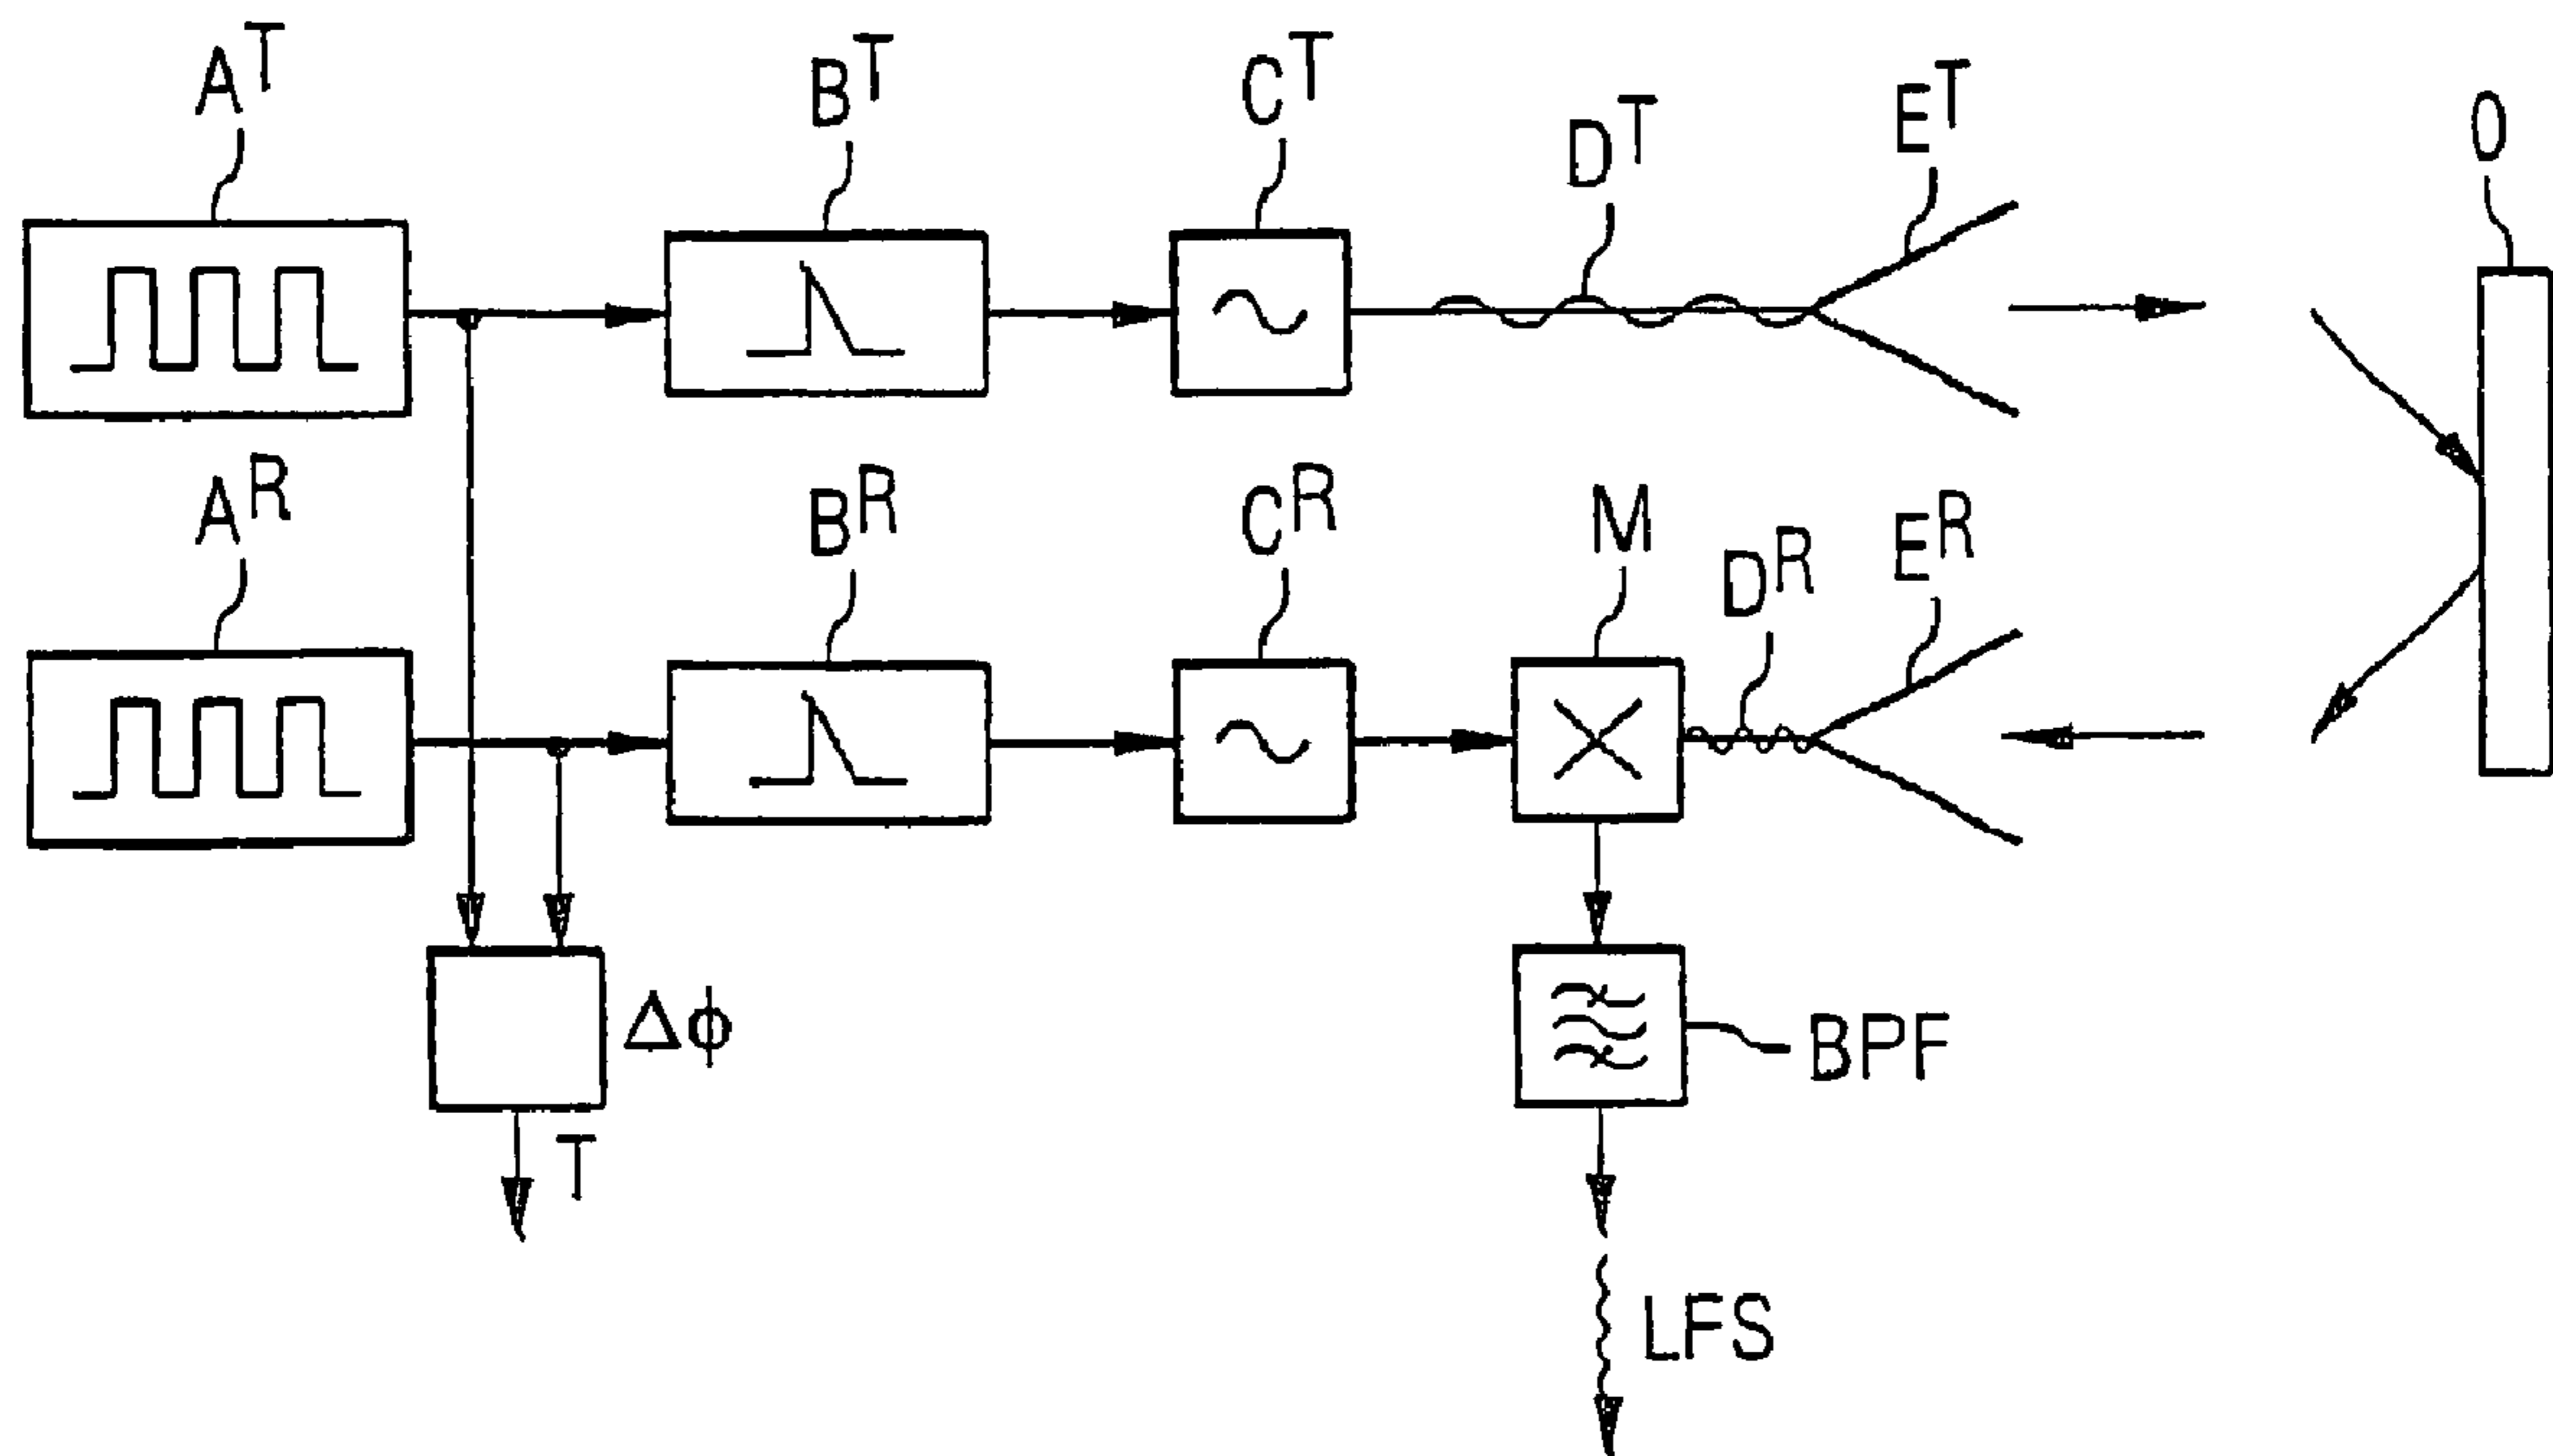 A^T
B^T
C^T
D^T
E^T
O
A^R
B^R
C^R
M
D^R
E^R
Δϕ
BPF
T
LFS